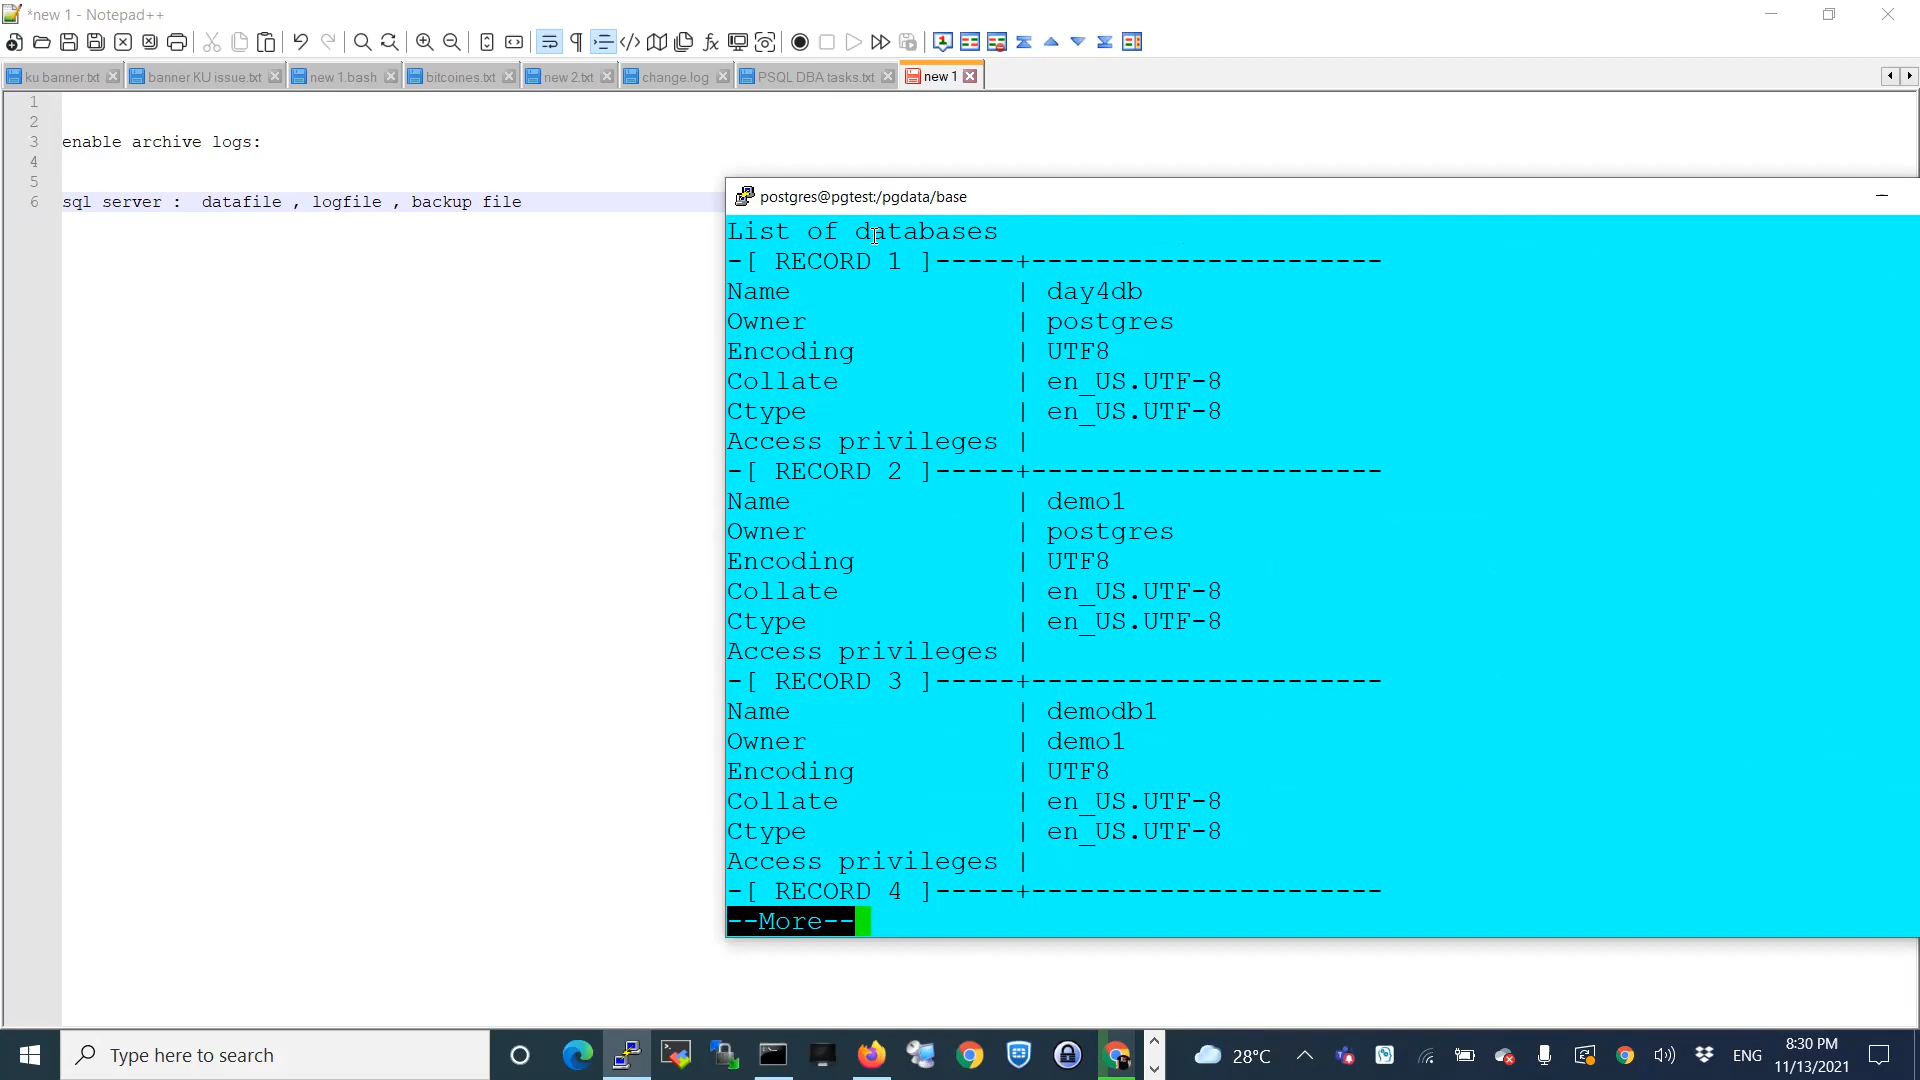 *new 1 - Notepad++
ku banner.txt
banner KU issue.txt
new 1.bash
bitcoines.txt
new 2.txt
change.log
PSQL DBA tasks.txt
new 1
1
2
3 enable archive logs:
4
5
6 sql server :  datafile , logfile , backup file
postgres@pgtest:/pgdata/base
List of databases
-[ RECORD 1 ]-----+----------------------
Name              | day4db
Owner             | postgres
Encoding          | UTF8
Collate           | en_US.UTF-8
Ctype             | en_US.UTF-8
Access privileges |
-[ RECORD 2 ]-----+----------------------
Name              | demo1
Owner             | postgres
Encoding          | UTF8
Collate           | en_US.UTF-8
Ctype             | en_US.UTF-8
Access privileges |
-[ RECORD 3 ]-----+----------------------
Name              | demodb1
Owner             | demo1
Encoding          | UTF8
Collate           | en_US.UTF-8
Ctype             | en_US.UTF-8
Access privileges |
-[ RECORD 4 ]-----+----------------------
--More--
Type here to search
28°C
ENG
8:30 PM
11/13/2021